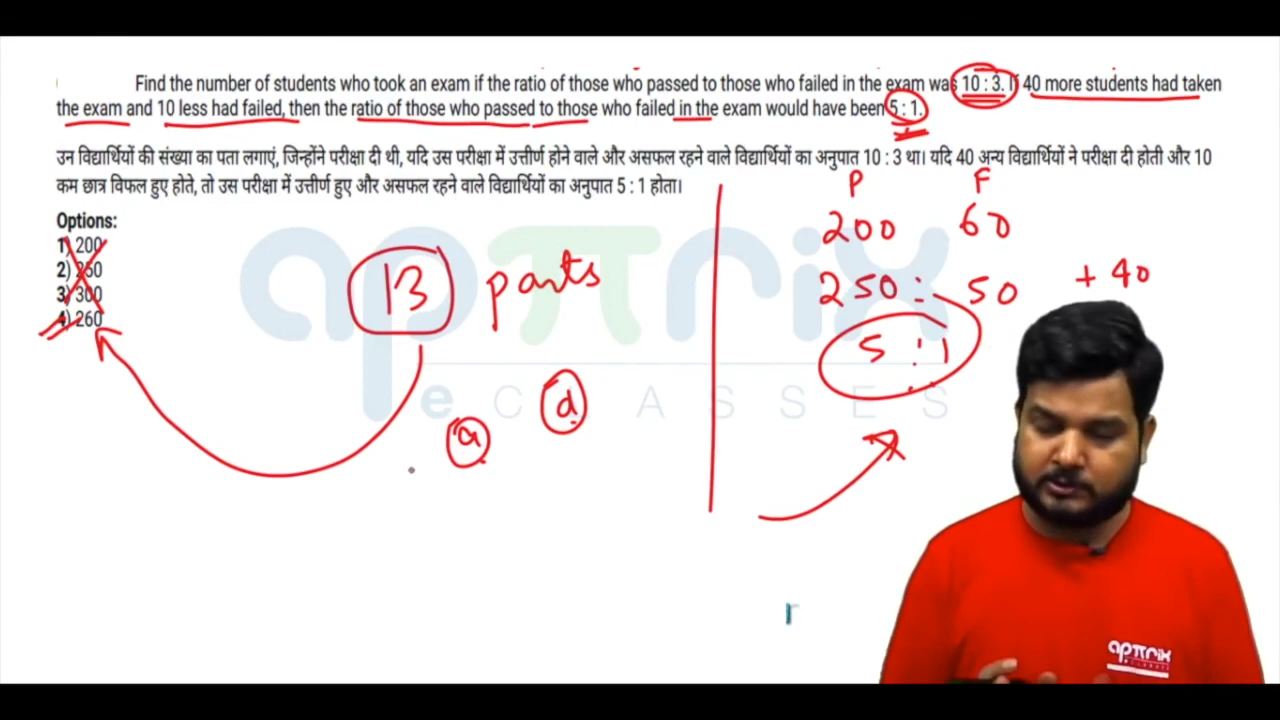 Find the number of students who took an exam if the ratio of those who passed to those who failed in the exam was 10 : 3. If 40 more students had taken
the exam and 10 less had failed, then the ratio of those who passed to those who failed in the exam would have been 5 : 1.
उन विद्यार्थियों की संख्या का पता लगाएं, जिन्होंने परीक्षा दी थी, यदि उस परीक्षा में उत्तीर्ण होने वाले और असफल रहने वाले विद्यार्थियों का अनुपात 10 : 3 था। यदि 40 अन्य विद्यार्थियों ने परीक्षा दी होती और 10
कम छात्र विफल हुए होते, तो उस परीक्षा में उत्तीर्ण हुए और असफल रहने वाले विद्यार्थियों का अनुपात 5 : 1 होता।
Options:
1) 200
2) 250
3) 300
4) 260
13 parts
a d
P F
200 60
250 : 50 + 40
5 : 1
apπrix
eCLASSES
r
apπrix